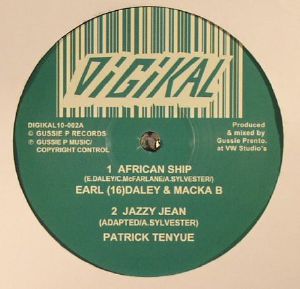 DiGiKAL
DIGIKAL10-002A
© GUSSIE P RECORDS
℗ GUSSIE P MUSIC/
COPYRIGHT CONTROL
Produced
& mixed by
Gussie Prento.
at VW Studio's
1 AFRICAN SHIP
(E.DALEY/C.McFARLANE/A.SYLVESTER/)
EARL (16)DALEY & MACKA B
2 JAZZY JEAN
(ADAPTED/A.SYLVESTER)
PATRICK TENYUE